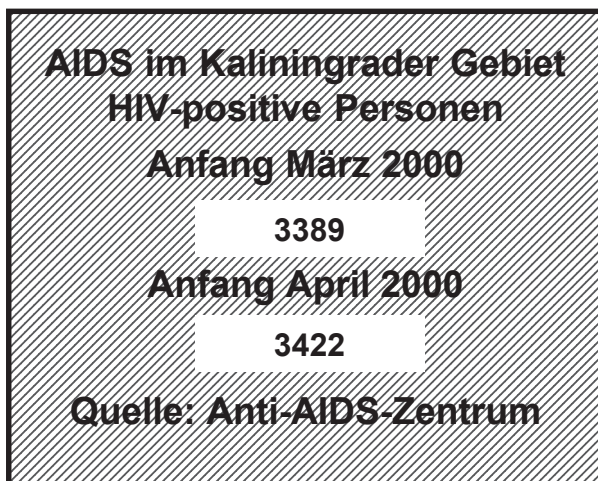 AIDS im Kaliningrader Gebiet
HIV-positive Personen
Anfang März 2000
3389
Anfang April 2000
3422
Quelle: Anti-AIDS-Zentrum